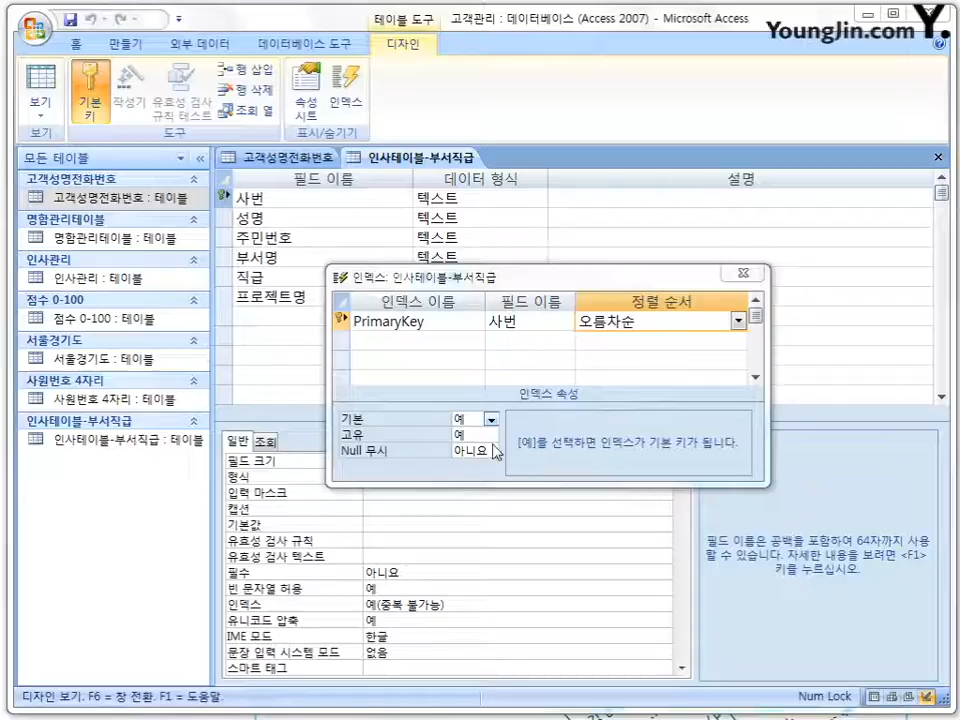 테이블 도구
고객관리 : 데이터베이스 (Access 2007) - Microsoft Access
YoungJin.com Y.
홈 만들기 외부 데이터 데이터베이스 도구 디자인
보기
기본 키
작성기
유효성 검사 규칙 테스트
행 삽입
행 삭제
조회 열
속성 시트
인덱스
보기 도구 표시/숨기기
모든 테이블
고객성명전화번호
고객성명전화번호 : 테이블
명함관리테이블
명함관리테이블 : 테이블
인사관리
인사관리 : 테이블
점수 0-100
점수 0-100 : 테이블
서울경기도
서울경기도 : 테이블
사원번호 4자리
사원번호 4자리 : 테이블
인사테이블-부서직급
인사테이블-부서직급 : 테이블
고객성명전화번호 인사테이블-부서직급
필드 이름 데이터 형식 설명
사번 텍스트
성명 텍스트
주민번호 텍스트
부서명 텍스트
직급
프로젝트명
인덱스: 인사테이블-부서직급
인덱스 이름 필드 이름 정렬 순서
PrimaryKey 사번 오름차순
인덱스 속성
기본 예
고유 예
Null 무시 아니요
[예]를 선택하면 인덱스가 기본 키가 됩니다.
일반 조회
필드 크기
형식
입력 마스크
캡션
기본값
유효성 검사 규칙
유효성 검사 텍스트
필수 아니요
빈 문자열 허용 예
인덱스 예(중복 불가능)
유니코드 압축 예
IME 모드 한글
문장 입력 시스템 모드 없음
스마트 태그
필드 이름은 공백을 포함하여 64자까지 사용
할 수 있습니다. 자세한 내용을 보려면 <F1>
키를 누르십시오.
디자인 보기. F6 = 창 전환. F1 = 도움말.
Num Lock